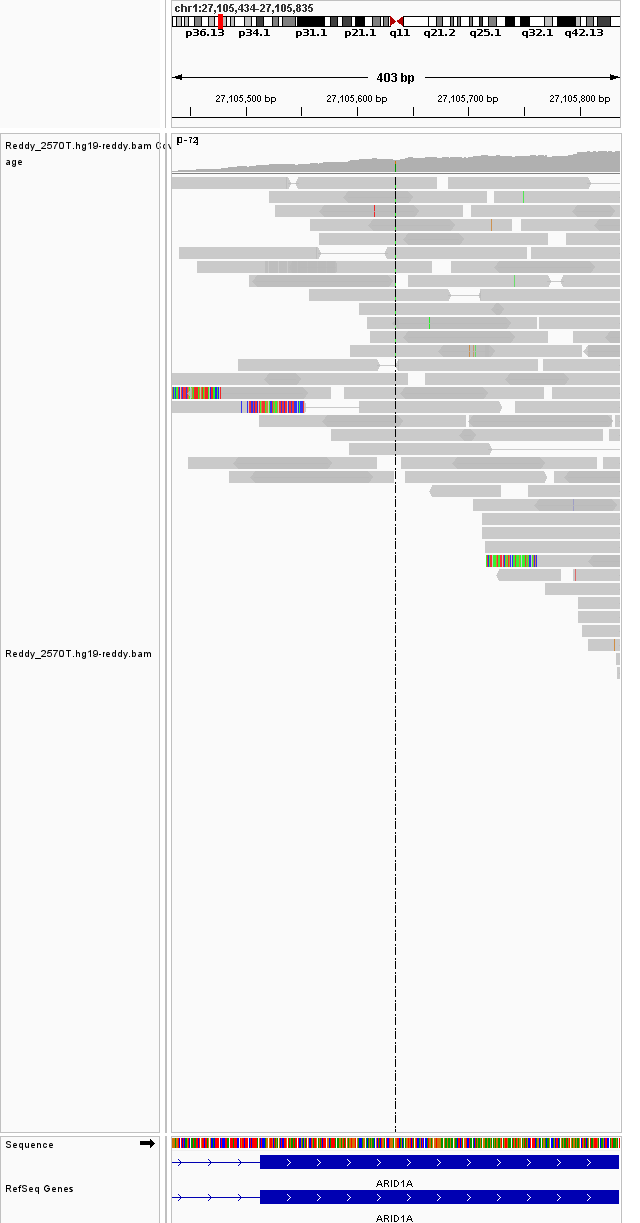 chr1:27,105,434-27,105,835
p36.13 p34.1 p31.1 p21.1 q11 q21.2 q25.1 q32.1 q42.13
403 bp
27,105,500 bp 27,105,600 bp 27,105,700 bp 27,105,800 bp
Reddy_2570T.hg19-reddy.bam Cov
age
[0-72]
Reddy_2570T.hg19-reddy.bam
Sequence
RefSeq Genes
ARID1A
ARID1A